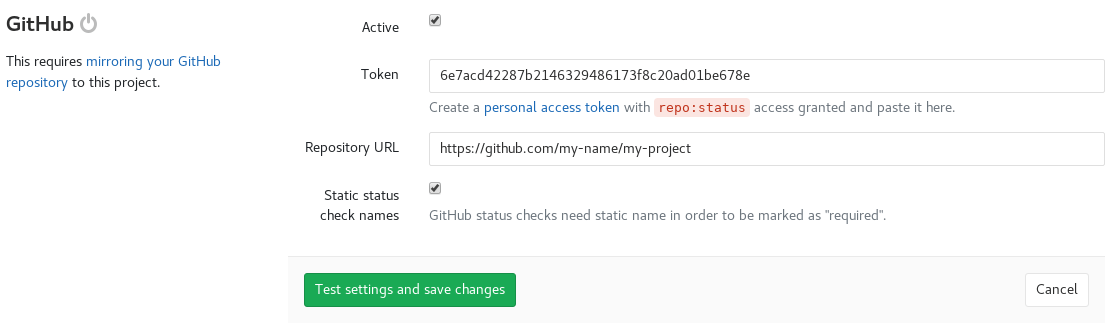 GitHub
This requires mirroring your GitHub
repository to this project.
Active
Token
6e7acd42287b2146329486173f8c20ad01be678e
Create a personal access token with repo:status access granted and paste it here.
Repository URL
https://github.com/my-name/my-project
Static status
check names
GitHub status checks need static name in order to be marked as "required".
Test settings and save changes
Cancel